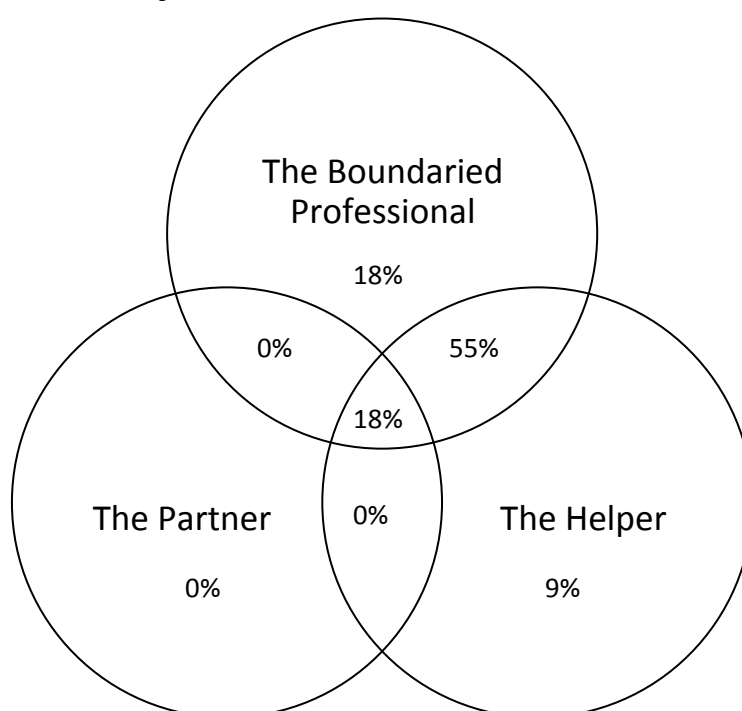 The Boundaried
Professional
18%
0%
55%
18%
The Partner
0%
The Helper
0%
9%